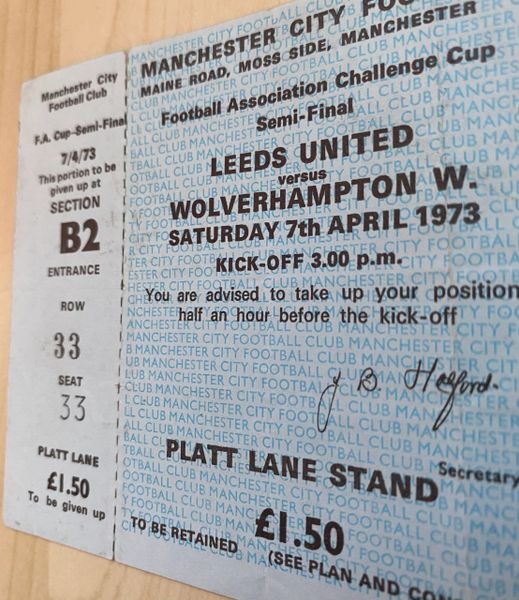 Manchester City
Football Club
F.A. Cup-Semi-Final
7/4/73
This portion to be
given up at
SECTION
B2
ENTRANCE
ROW
33
SEAT
33
PLATT LANE
£1.50
To be given up
MANCHESTER CITY
MAINE ROAD, MOSS SIDE, MANCHESTER
Football Association Challenge Cup
Semi-Final
LEEDS UNITED
versus
WOLVERHAMPTON W.
SATURDAY 7th APRIL 1973
KICK-OFF 3.00 p.m.
You are advised to take up your position
half an hour before the kick-off
J B Halford.
Secretary
PLATT LANE STAND
£1.50
TO BE RETAINED
(SEE PLAN AND